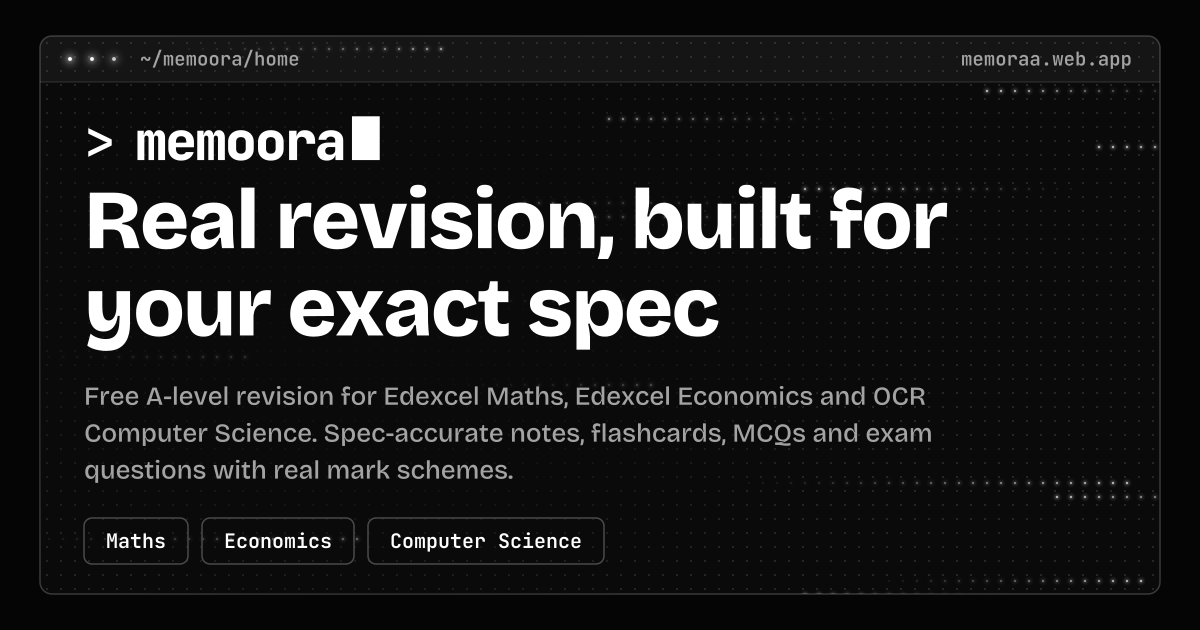 ~/memoora/home
memoraa.web.app
> memoora
Real revision, built for
your exact spec
Free A-level revision for Edexcel Maths, Edexcel Economics and OCR
Computer Science. Spec-accurate notes, flashcards, MCQs and exam
questions with real mark schemes.
Maths
Economics
Computer Science